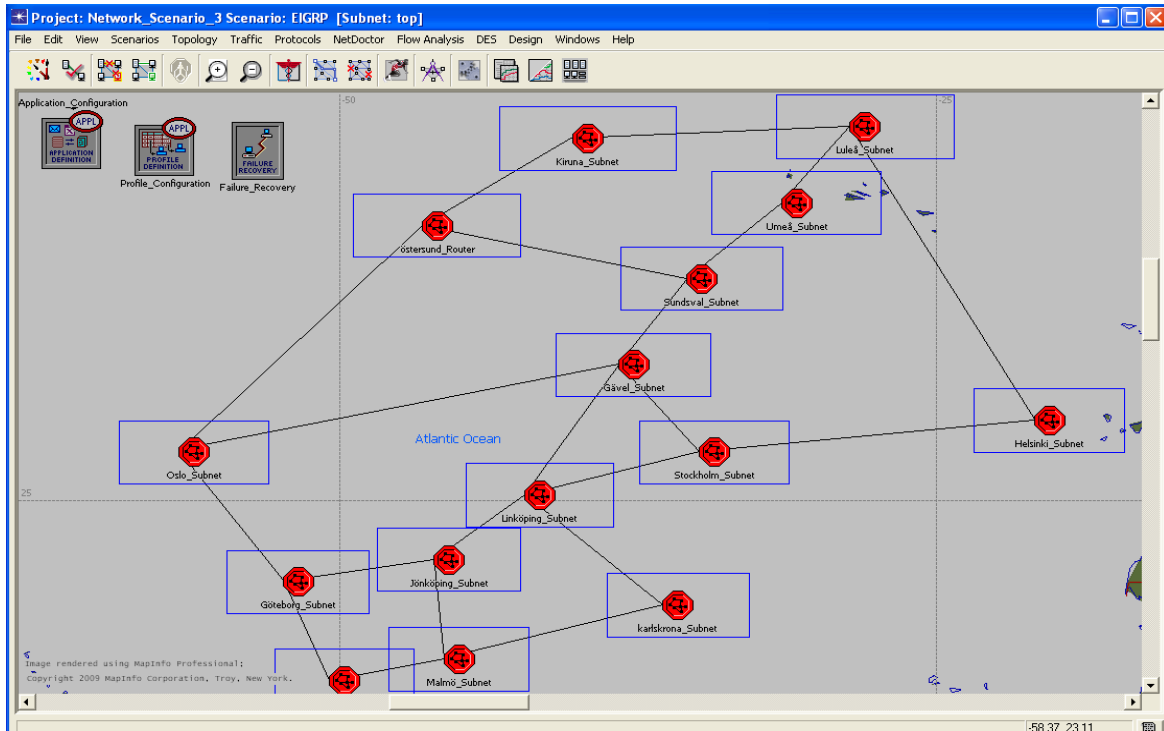 Project: Network_Scenario_3 Scenario: EIGRP [Subnet: top]
File Edit View Scenarios Topology Traffic Protocols NetDoctor Flow Analysis DES Design Windows Help
Application_Configuration
-50
-25
APPL
APPLICATION DEFINITION
APPL
PROFILE DEFINITION
FAILURE RECOVERY
Profile_Configuration
Failure_Recovery
Kiruna_Subnet
Luleå_Subnet
Umeå_Subnet
östersund_Router
Sundsval_Subnet
Gävel_Subnet
Atlantic Ocean
Helsinki_Subnet
Oslo_Subnet
Stockholm_Subnet
25
Linköping_Subnet
Jönköping_Subnet
Göteborg_Subnet
karlskrona_Subnet
Malmö_Subnet
Image rendered using MapInfo Professional;
Copyright 2009 MapInfo Corporation, Troy, New York.
-58.37, 23.11